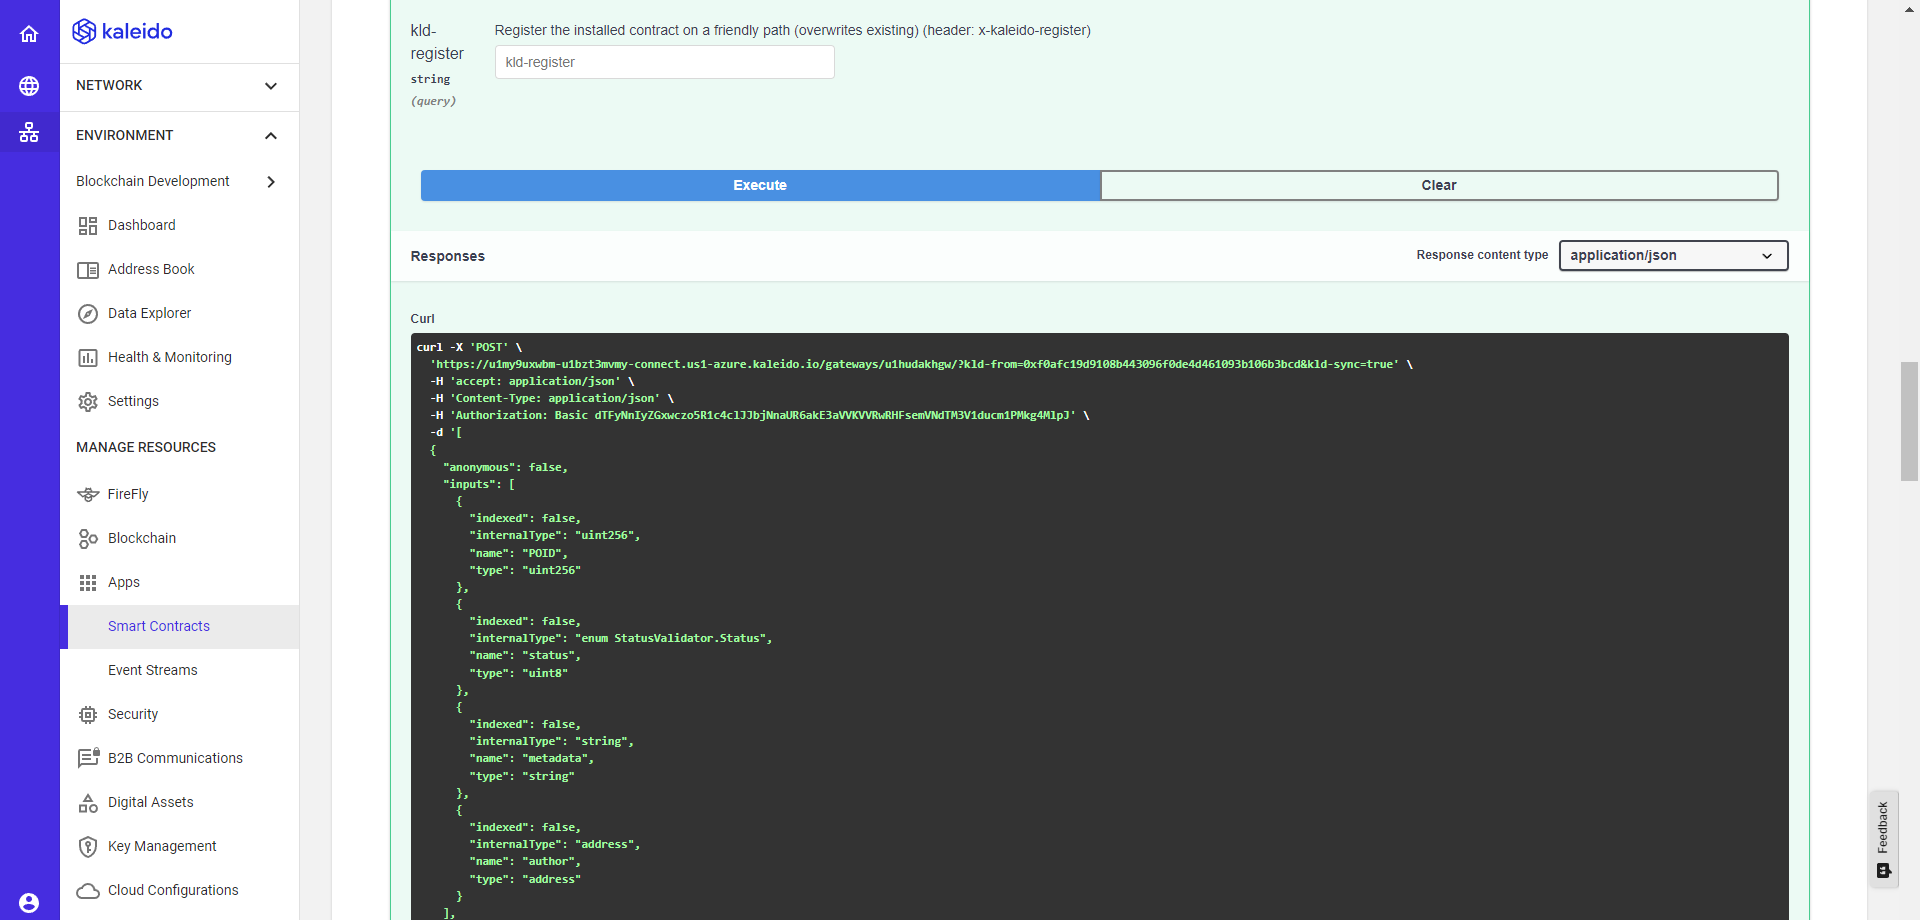 kaleido
NETWORK
ENVIRONMENT
Blockchain Development
Dashboard
Address Book
Data Explorer
Health & Monitoring
Settings
MANAGE RESOURCES
FireFly
Blockchain
Apps
Smart Contracts
Event Streams
Security
B2B Communications
Digital Assets
Key Management
Cloud Configurations
kld-
register
string
(query)
Register the installed contract on a friendly path (overwrites existing) (header: x-kaleido-register)
kld-register
Execute
Clear
Responses
Response content type
application/json
Curl
curl -X 'POST' \
'https://u1my9uxwbm-u1bzt3mvmy-connect.us1-azure.kaleido.io/gateways/u1hudakhgw/?kld-from=0xf0afc19d9108b443096f0de4d461093b106b3bcd&kld-sync=true' \
-H 'accept: application/json' \
-H 'Content-Type: application/json' \
-H 'Authorization: Basic \
-d '[
{
"anonymous": false,
"inputs": [
{
"indexed": false,
"internalType": "uint256",
"name": "POID",
"type": "uint256"
},
{
"indexed": false,
"internalType": "enum StatusValidator.Status",
"name": "status",
"type": "uint8"
},
{
"indexed": false,
"internalType": "string",
"name": "metadata",
"type": "string"
},
{
"indexed": false,
"internalType": "address",
"name": "author",
"type": "address"
}
],
Feedback